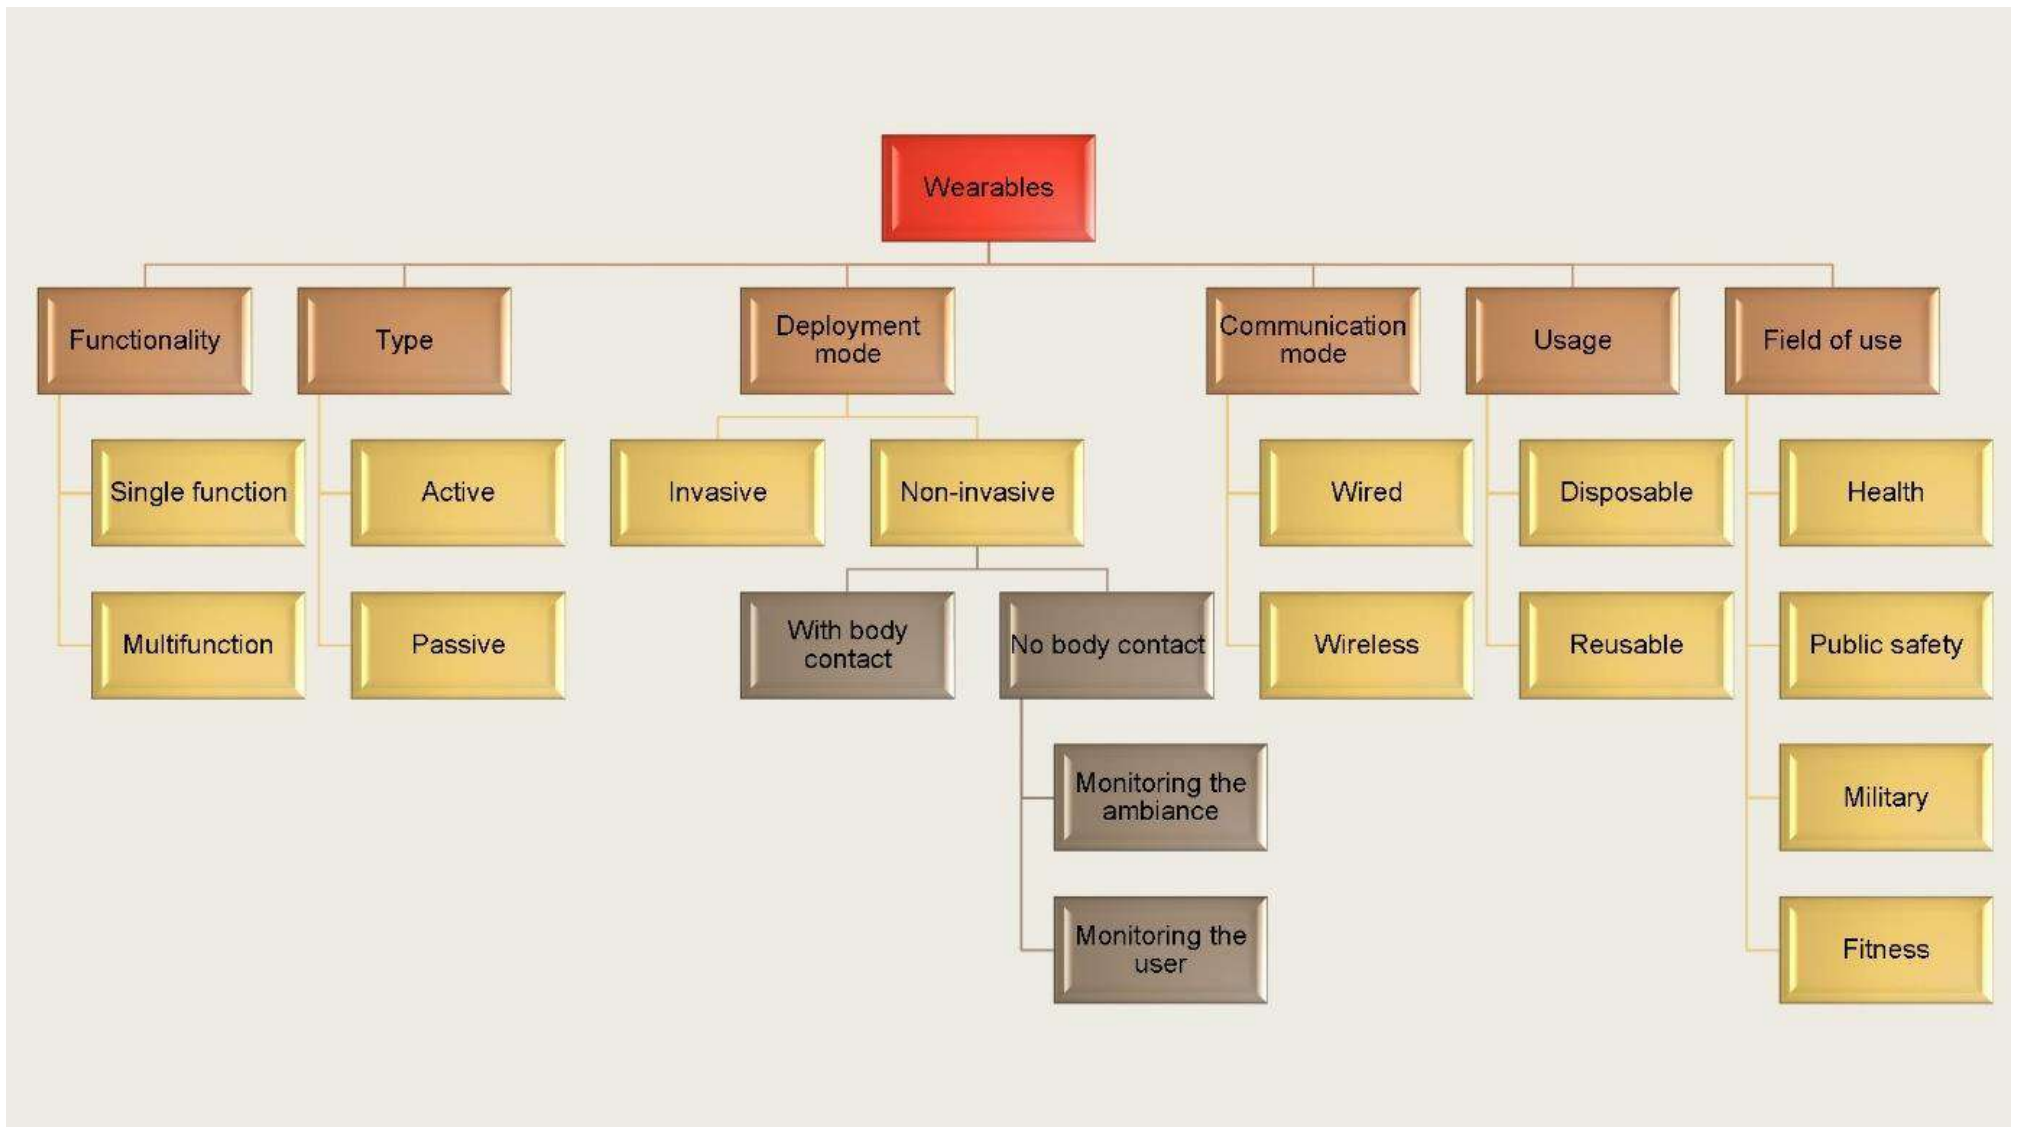 Wearables
Functionality
Type
Deployment
mode
Communication
mode
Usage
Field of use
Single function
Active
Invasive
Non-invasive
Wired
Disposable
Health
Multifunction
Passive
With body
contact
No body contact
Wireless
Reusable
Public safety
Monitoring the
ambiance
Military
Monitoring the
user
Fitness